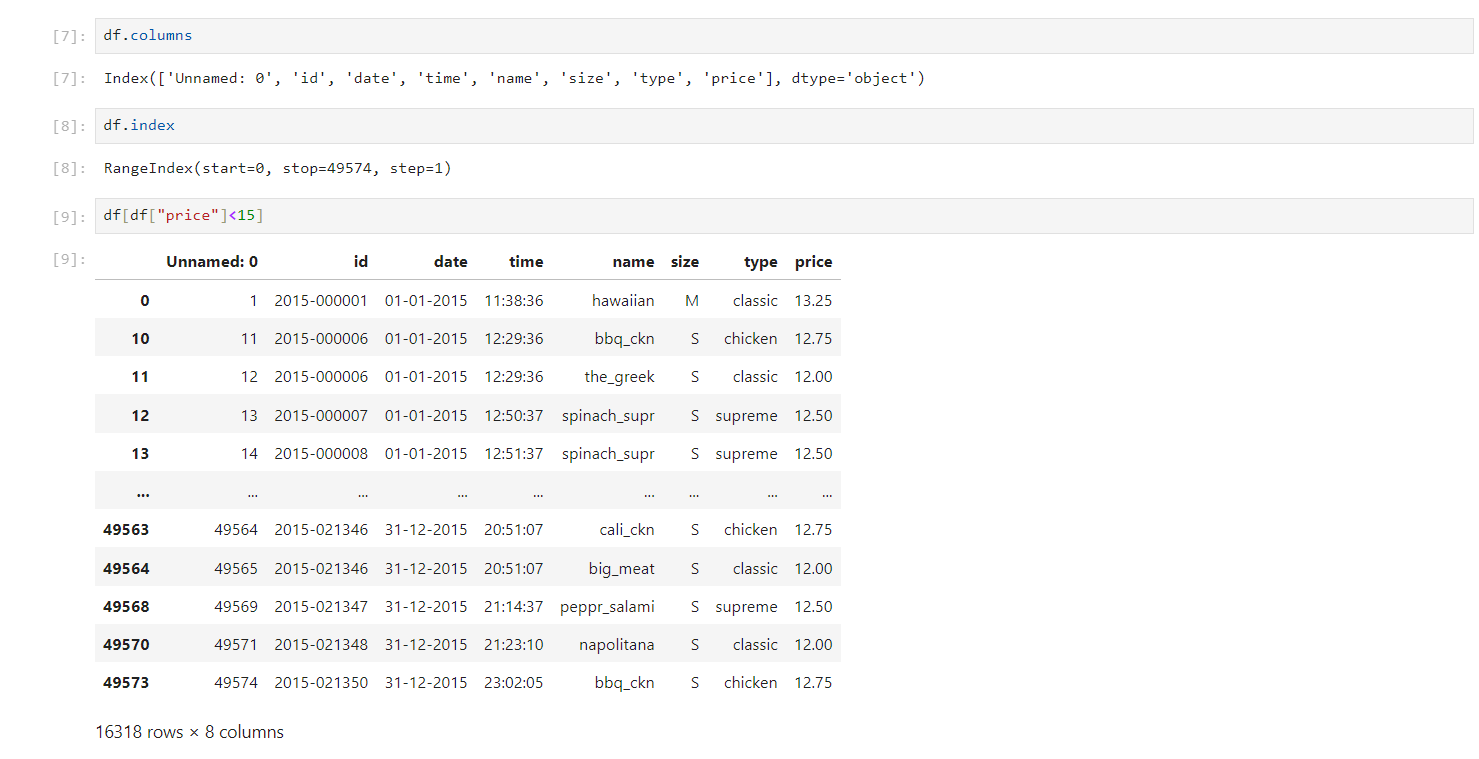 [7]: df.columns
[7]: Index(['Unnamed: 0', 'id', 'date', 'time', 'name', 'size', 'type', 'price'], dtype='object')
[8]: df.index
[8]: RangeIndex(start=0, stop=49574, step=1)
[9]: df[df["price"]<15]
[9]: Unnamed: 0 id date time name size type price
0 1 2015-000001 01-01-2015 11:38:36 hawaiian M classic 13.25
10 11 2015-000006 01-01-2015 12:29:36 bbq_ckn S chicken 12.75
11 12 2015-000006 01-01-2015 12:29:36 the_greek S classic 12.00
12 13 2015-000007 01-01-2015 12:50:37 spinach_supr S supreme 12.50
13 14 2015-000008 01-01-2015 12:51:37 spinach_supr S supreme 12.50
... ... ... ... ... ... ... ... ...
49563 49564 2015-021346 31-12-2015 20:51:07 cali_ckn S chicken 12.75
49564 49565 2015-021346 31-12-2015 20:51:07 big_meat S classic 12.00
49568 49569 2015-021347 31-12-2015 21:14:37 peppr_salami S supreme 12.50
49570 49571 2015-021348 31-12-2015 21:23:10 napolitana S classic 12.00
49573 49574 2015-021350 31-12-2015 23:02:05 bbq_ckn S chicken 12.75
16318 rows × 8 columns